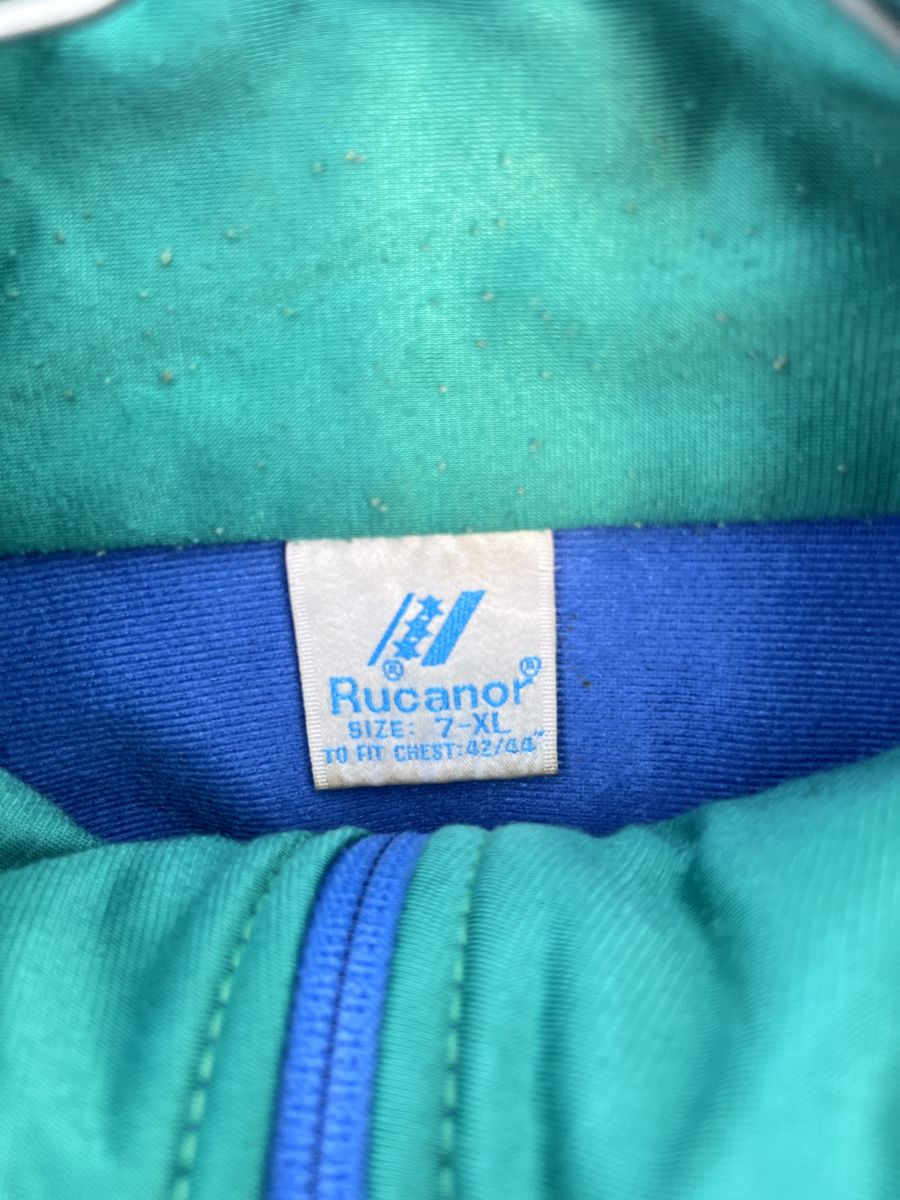 ®
Rucanor®
SIZE: 7-XL
TO FIT CHEST:42/44"